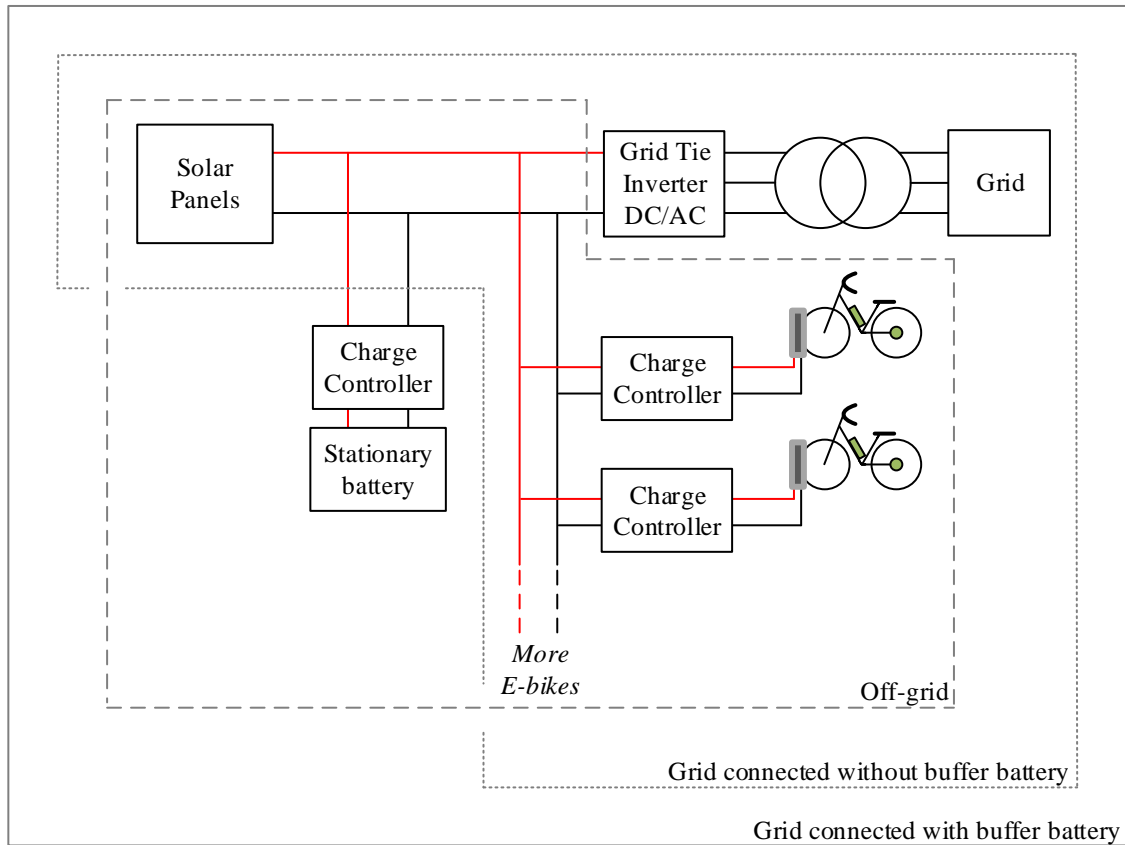 Solar
Panels
Grid Tie
Inverter
DC/AC
Grid
Charge
Controller
Stationary
battery
Charge
Controller
Charge
Controller
More
E-bikes
Off-grid
Grid connected without buffer battery
Grid connected with buffer battery